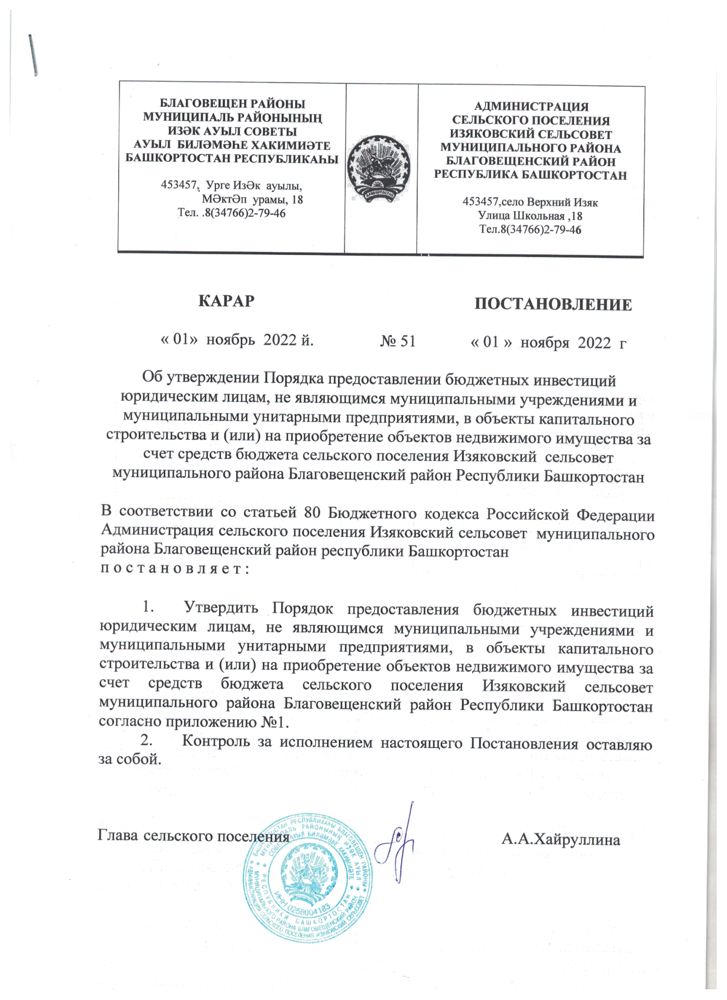 БЛАГОВЕЩЕН РАЙОНЫ
МУНИЦИПАЛЬ РАЙОНЫНЫҢ
ИЗӘК АУЫЛ СОВЕТЫ
АУЫЛ БИЛӘМӘҺЕ ХАКИМИӘТЕ
БАШКОРТОСТАН РЕСПУБЛИКАҺЫ
453457, Урге ИзӘк ауылы,
МӘктӘп урамы, 18
Тел. .8(34766)2-79-46
АДМИНИСТРАЦИЯ
СЕЛЬСКОГО ПОСЕЛЕНИЯ
ИЗЯКОВСКИЙ СЕЛЬСОВЕТ
МУНИЦИПАЛЬНОГО РАЙОНА
БЛАГОВЕЩЕНСКИЙ РАЙОН
РЕСПУБЛИКА БАШКОРТОСТАН
453457,село Верхний Изяк
Улица Школьная ,18
Тел.8(34766)2-79-46
КАРАР ПОСТАНОВЛЕНИЕ
« 01» ноябрь 2022 й. № 51 « 01 » ноября 2022 г
Об утверждении Порядка предоставлении бюджетных инвестиций
юридическим лицам, не являющимся муниципальными учреждениями и
муниципальными унитарными предприятиями, в объекты капитального
строительства и (или) на приобретение объектов недвижимого имущества за
счет средств бюджета сельского поселения Изяковский сельсовет
муниципального района Благовещенский район Республики Башкортостан
В соответствии со статьей 80 Бюджетного кодекса Российской Федерации
Администрация сельского поселения Изяковский сельсовет муниципального
района Благовещенский район республики Башкортостан
п о с т а н о в л я е т :
1. Утвердить Порядок предоставления бюджетных инвестиций
юридическим лицам, не являющимся муниципальными учреждениями и
муниципальными унитарными предприятиями, в объекты капитального
строительства и (или) на приобретение объектов недвижимого имущества за
счет средств бюджета сельского поселения Изяковский сельсовет
муниципального района Благовещенский район Республики Башкортостан
согласно приложению №1.
2. Контроль за исполнением настоящего Постановления оставляю
за собой.
Глава сельского поселения А.А.Хайруллина
БАШКОРТОСТАН РЕСПУБЛИКАҺЫ БЛАГОВЕЩЕН РАЙОНЫ
МУНИЦИПАЛЬ РАЙОНЫНЫҢ ИЗӘК АУЫЛ
СОВЕТЫ АУЫЛ БИЛӘМӘҺЕ ХАКИМИӘТЕ
РЕСПУБЛИКИ БАШКОРТОСТАН
МУНИЦИПАЛЬНОГО РАЙОНА БЛАГОВЕЩЕНСКИЙ РАЙОН
АДМИНИСТРАЦИЯ СЕЛЬСКОГО ПОСЕЛЕНИЯ ИЗЯКОВСКИЙ СЕЛЬСОВЕТ
ИНН 0258004183